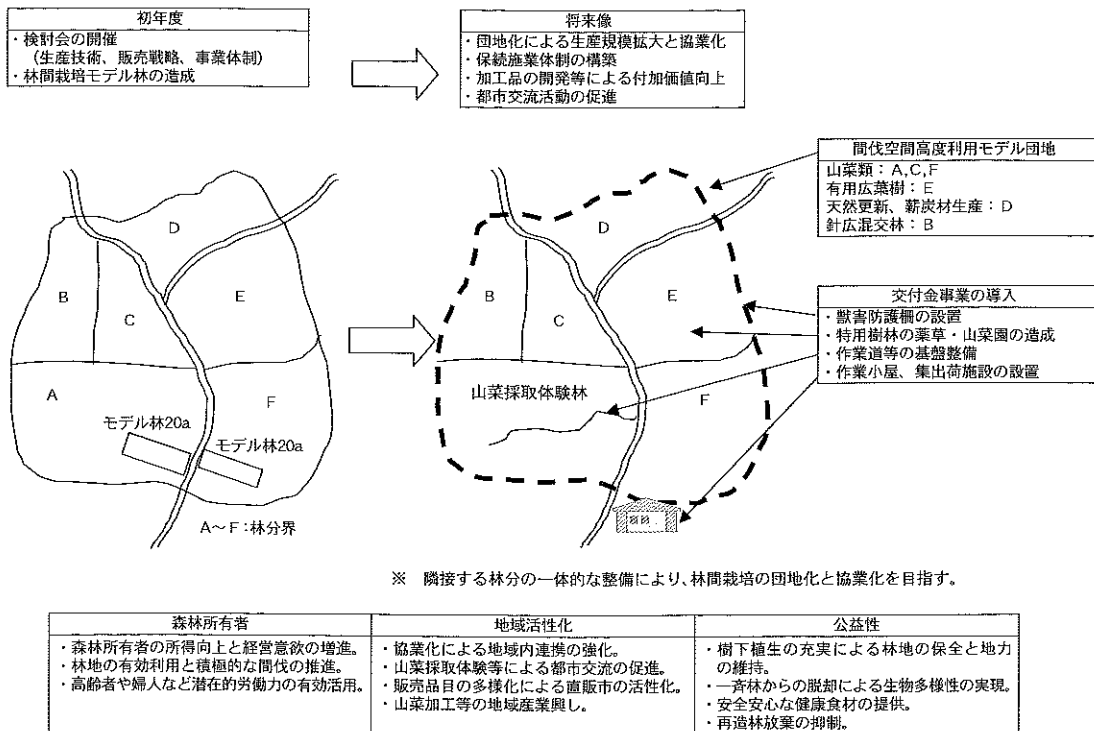 初年度
・検討会の開催
（生産技術、販売戦略、事業体制）
・林間栽培モデル林の造成
将来像
・団地化による生産規模拡大と協業化
・保続施業体制の構築
・加工品の開発等による付加価値向上
・都市交流活動の促進
間伐空間高度利用モデル団地
山菜類：A,C,F
有用広葉樹：E
天然更新、薪炭材生産：D
針広混交林：B
交付金事業の導入
・獣害防護柵の設置
・特用樹林の薬草・山菜園の造成
・作業道等の基盤整備
・作業小屋、集出荷施設の設置
D
B
E
C
A
F
モデル林20a
モデル林20a
A～F：林分界
D
B
E
C
山菜採取体験林
F
※ 隣接する林分の一体的な整備により、林間栽培の団地化と協業化を目指す。
森林所有者
・森林所有者の所得向上と経営意欲の増進。
・林地の有効利用と積極的な間伐の推進。
・高齢者や婦人など潜在的労働力の有効活用。
地域活性化
・協業化による地域内連携の強化。
・山菜採取体験等による都市交流の促進。
・販売品目の多様化による直販市の活性化。
・山菜加工等の地域産業興し。
公益性
・樹下植生の充実による林地の保全と地力
の維持。
・一斉林からの脱却による生物多様性の実現。
・安全安心な健康食材の提供。
・再造林放棄の抑制。